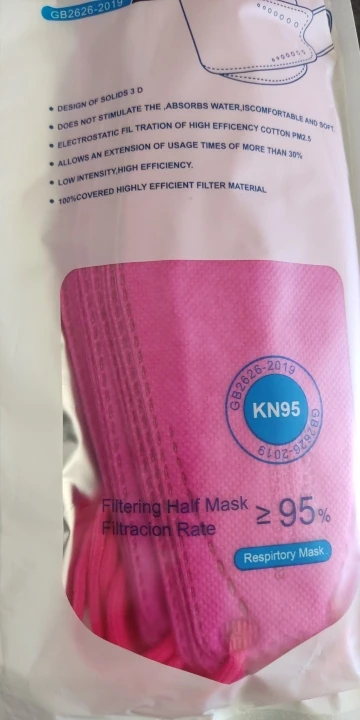 GB2626-2019
• DESIGN OF SOLIDS 3 D
• DOES NOT STIMULATE THE ,ABSORBS WATER,ISCOMFORTABLE AND SOFT.
• ELECTROSTATIC FIL TRATION OF HIGH EFFICENCY COTTON PM2.5
• ALLOWS AN EXTENSION OF USAGE TIMES OF MORE THAN 30%
• LOW INTENSITY,HIGH EFFICIENCY.
• 100%COVERED HIGHLY EFFICIENT FILTER MATERIAL
GB2626-2019
KN95
GB2626-2019
Filtering Half Mask
Filtracion Rate
≥ 95%
Respirtory Mask